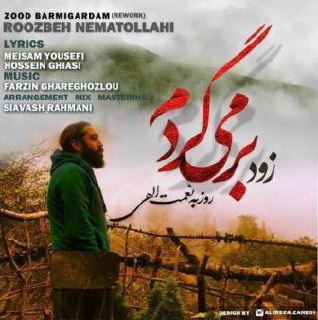 ZOOD BARMIGARDAM (REWORK)
ROOZBEH NEMATOLLAHI
LYRICS
MEISAM YOUSEFI
HOSSEIN GHIASI
MUSIC
FARZIN GHAREGHOZLOU
ARRANGEMENT MIX MASTERING
SIAVASH RAHMANI
زود برمی گردم
روزبه نعمت الهی
DESIGN BY ALIREZA.ZAHEDI